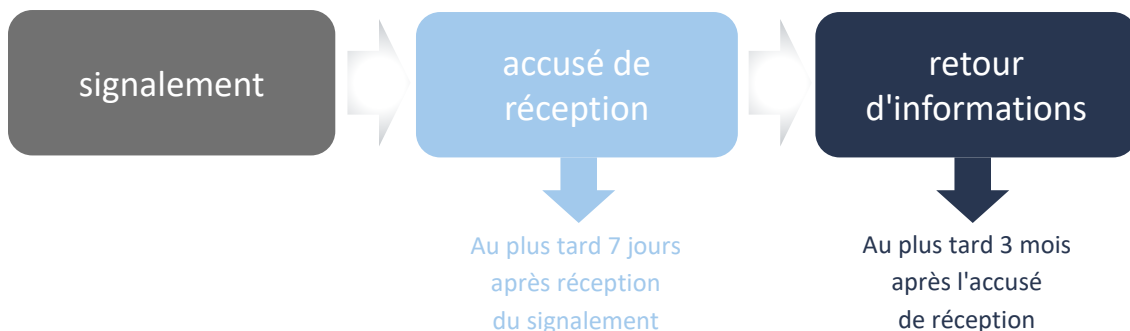 signalement
accusé de
réception
retour
d'informations
Au plus tard 7 jours
après réception
du signalement
Au plus tard 3 mois
après l'accusé
de réception